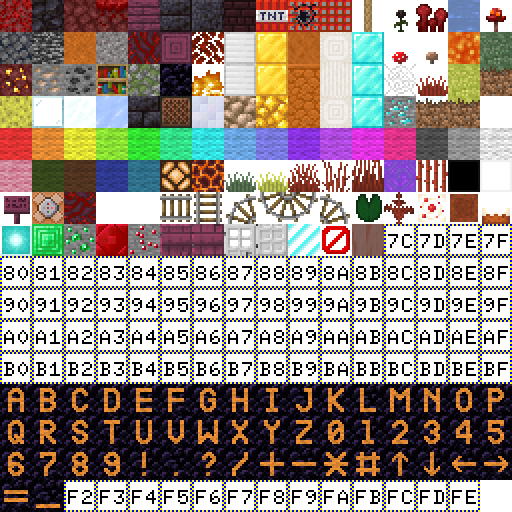 TNT
7C 7D 7E 7F
80 81 82 83 84 85 86 87 88 89 8A 8B 8C 8D 8E 8F
90 91 92 93 94 95 96 97 98 99 9A 9B 9C 9D 9E 9F
A0 A1 A2 A3 A4 A5 A6 A7 A8 A9 AA AB AC AD AE AF
B0 B1 B2 B3 B4 B5 B6 B7 B8 B9 BA BB BC BD BE BF
A B C D E F G H I J K L M N O P
Q R S T U V W X Y Z 0 1 2 3 4 5
6 7 8 9 ! . ? / + - * # ↑ ↓ ← →
= _ F2 F3 F4 F5 F6 F7 F8 F9 FA FB FC FD FE